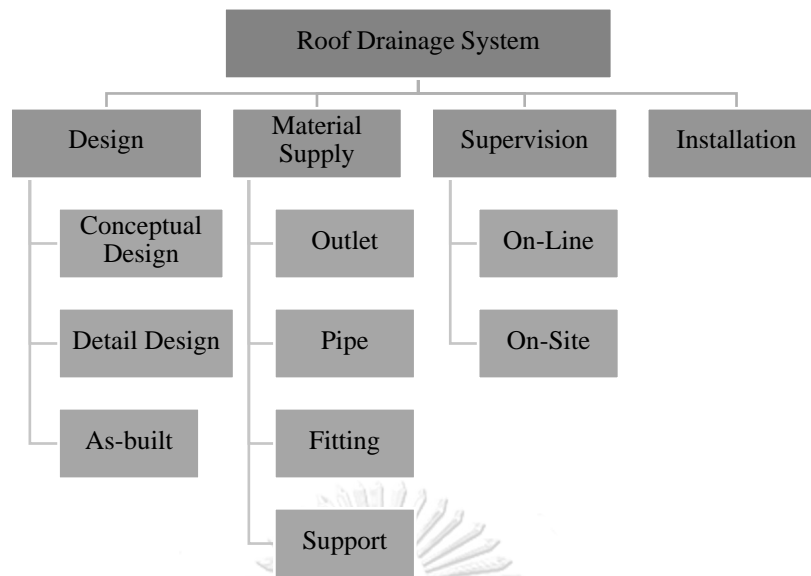 Roof Drainage System
Design
Material
Supply
Supervision
Installation
Conceptual
Design
Outlet
On-Line
Detail Design
Pipe
On-Site
As-built
Fitting
Support